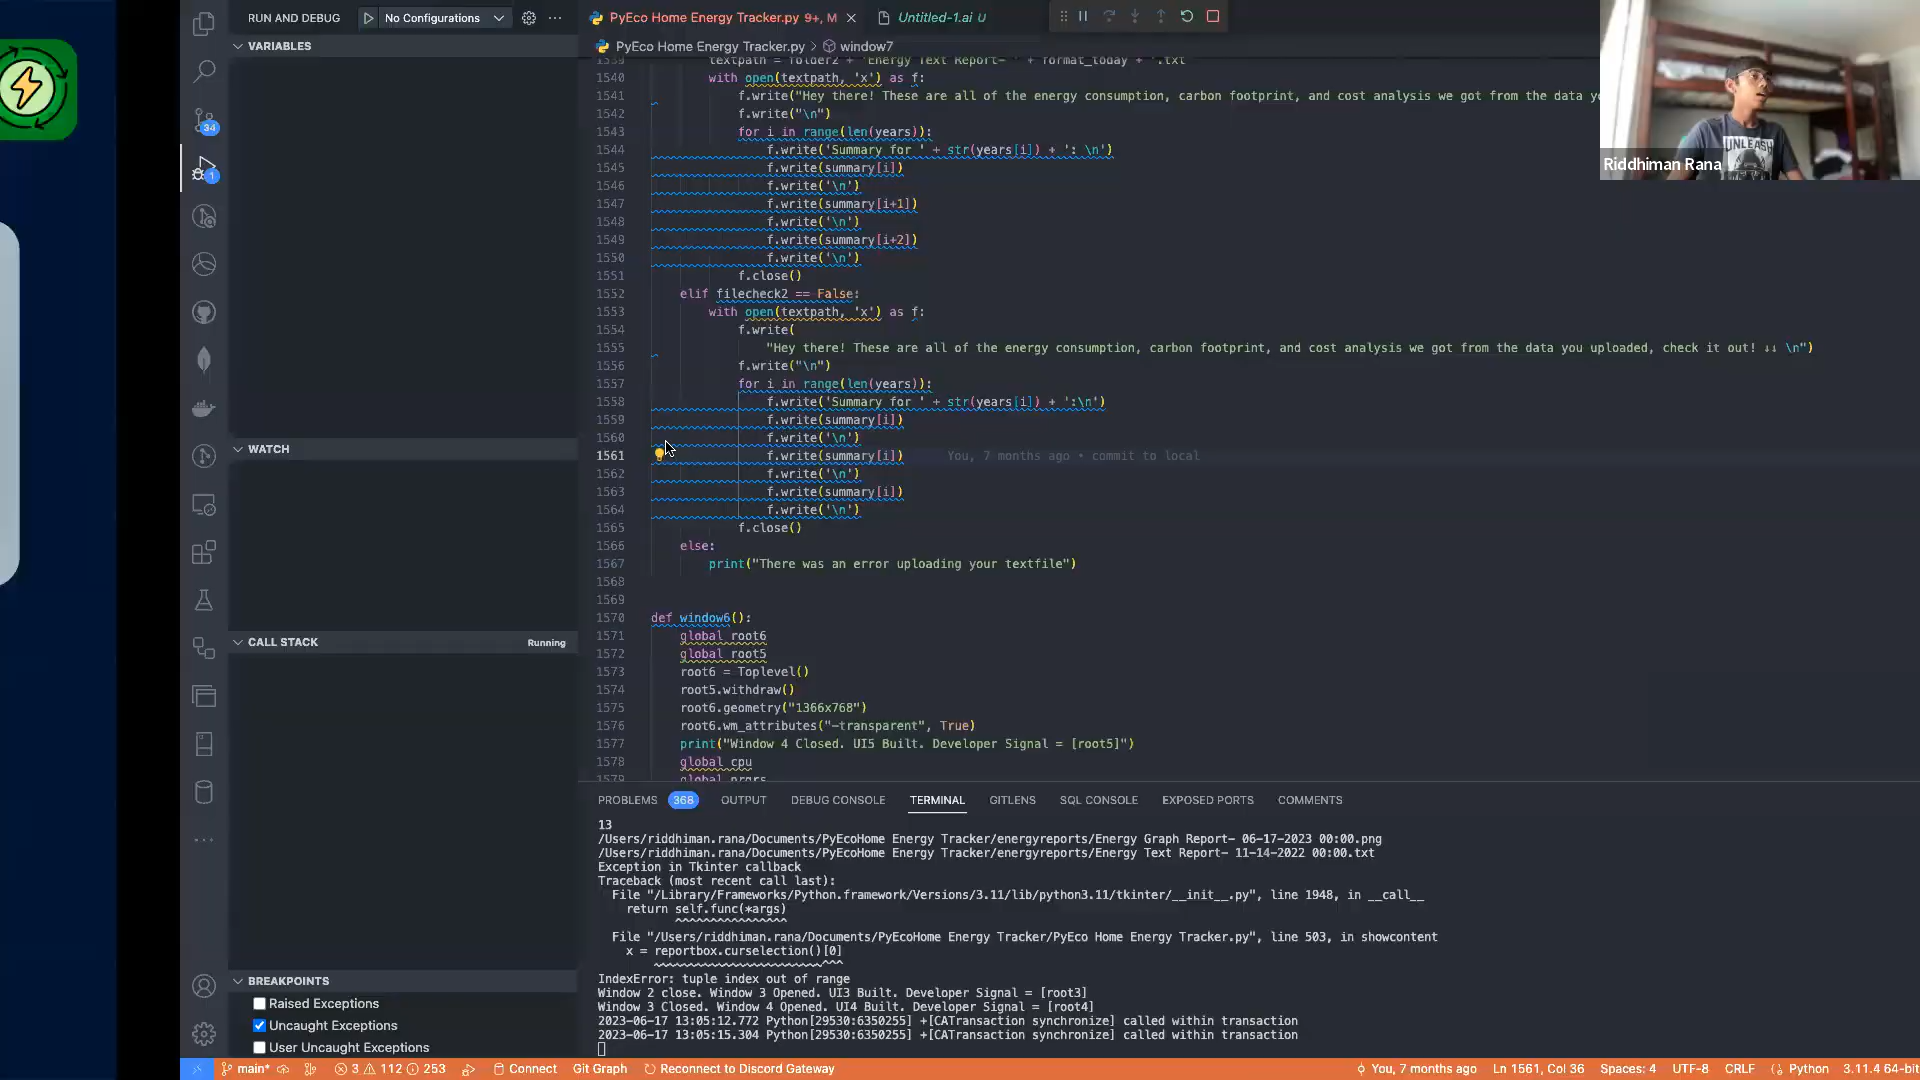 RUN AND DEBUG
No Configurations
PyEco Home Energy Tracker.py 9+, M
Untitled-1.ai U
PyEco Home Energy Tracker.py > window7
VARIABLES
34
1
WATCH
CALL STACK
Running
BREAKPOINTS
Raised Exceptions
Uncaught Exceptions
User Uncaught Exceptions
1539 textpath = folder2 + 'Energy Text Report- ' + format_today + '.txt'
1540 with open(textpath, 'x') as f:
1541 f.write("Hey there! These are all of the energy consumption, carbon footprint, and cost analysis we got from the data yo
1542 f.write("\n")
1543 for i in range(len(years)):
1544 f.write('Summary for ' + str(years[i]) + ': \n')
1545 f.write(summary[i])
1546 f.write('\n')
1547 f.write(summary[i+1])
1548 f.write('\n')
1549 f.write(summary[i+2])
1550 f.write('\n')
1551 f.close()
1552 elif filecheck2 == False:
1553 with open(textpath, 'x') as f:
1554 f.write(
1555 "Hey there! These are all of the energy consumption, carbon footprint, and cost analysis we got from the data you uploaded, check it out! ↓↓ \n")
1556 f.write("\n")
1557 for i in range(len(years)):
1558 f.write('Summary for ' + str(years[i]) + ':\n')
1559 f.write(summary[i])
1560 f.write('\n')
1561 f.write(summary[i]) You, 7 months ago • commit to local
1562 f.write('\n')
1563 f.write(summary[i])
1564 f.write('\n')
1565 f.close()
1566 else:
1567 print("There was an error uploading your textfile")
1568
1569
1570 def window6():
1571 global root6
1572 global root5
1573 root6 = Toplevel()
1574 root5.withdraw()
1575 root6.geometry("1366x768")
1576 root6.wm_attributes("-transparent", True)
1577 print("Window 4 Closed. UI5 Built. Developer Signal = [root5]")
1578 global cpu
1579 global prgrs
UNLEASH
Riddhiman Rana
PROBLEMS 368 OUTPUT DEBUG CONSOLE TERMINAL GITLENS SQL CONSOLE EXPOSED PORTS COMMENTS
13
/Users/riddhiman.rana/Documents/PyEcoHome Energy Tracker/energyreports/Energy Graph Report- 06-17-2023 00:00.png
/Users/riddhiman.rana/Documents/PyEcoHome Energy Tracker/energyreports/Energy Text Report- 11-14-2022 00:00.txt
Exception in Tkinter callback
Traceback (most recent call last):
File "/Library/Frameworks/Python.framework/Versions/3.11/lib/python3.11/tkinter/__init__.py", line 1948, in __call__
return self.func(*args)
^^^^^^^^^^^^^^^^
File "/Users/riddhiman.rana/Documents/PyEcoHome Energy Tracker/PyEco Home Energy Tracker.py", line 503, in showcontent
x = reportbox.curselection()[0]
~~~~~~~~~~~~~~~~~~~~~~~~^^^
IndexError: tuple index out of range
Window 2 close. Window 3 Opened. UI3 Built. Developer Signal = [root3]
Window 3 Closed. Window 4 Opened. UI4 Built. Developer Signal = [root4]
2023-06-17 13:05:12.772 Python[29530:6350255] +[CATransaction synchronize] called within transaction
2023-06-17 13:05:15.304 Python[29530:6350255] +[CATransaction synchronize] called within transaction
main* 3 112 253 Connect Git Graph Reconnect to Discord Gateway You, 7 months ago Ln 1561, Col 36 Spaces: 4 UTF-8 CRLF Python 3.11.4 64-bit